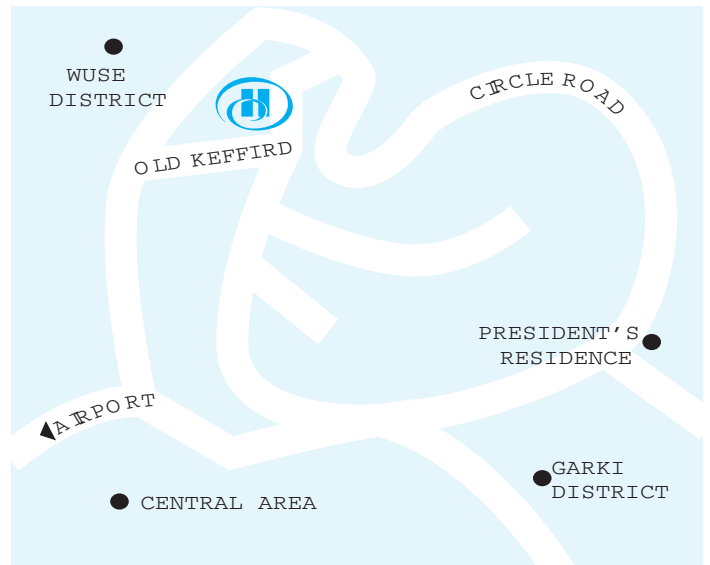 WUSE
DISTRICT
CIRCLE ROAD
H
OLD KEFFIRD
PRESIDENT'S
RESIDENCE
AIRPORT
GARKI
DISTRICT
CENTRAL AREA